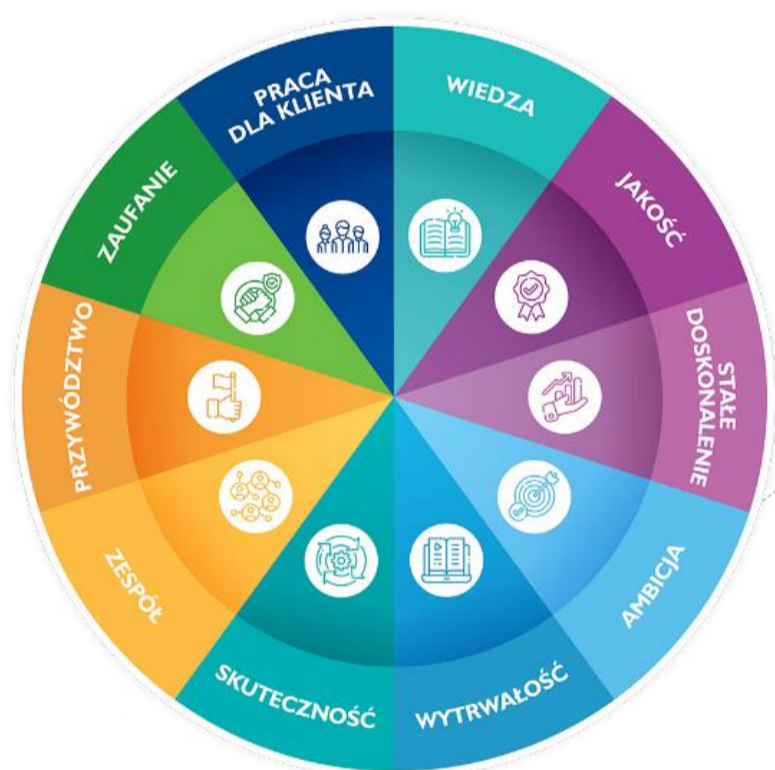 PRACA
DLA KLIENTA
WIEDZA
JAKOŚĆ
STAŁE
DOSKONALENIE
AMBICJA
WYTRWAŁOŚĆ
SKUTECZNOŚĆ
ZESPÓŁ
PRZYWÓDZTWO
ZAUFANIE